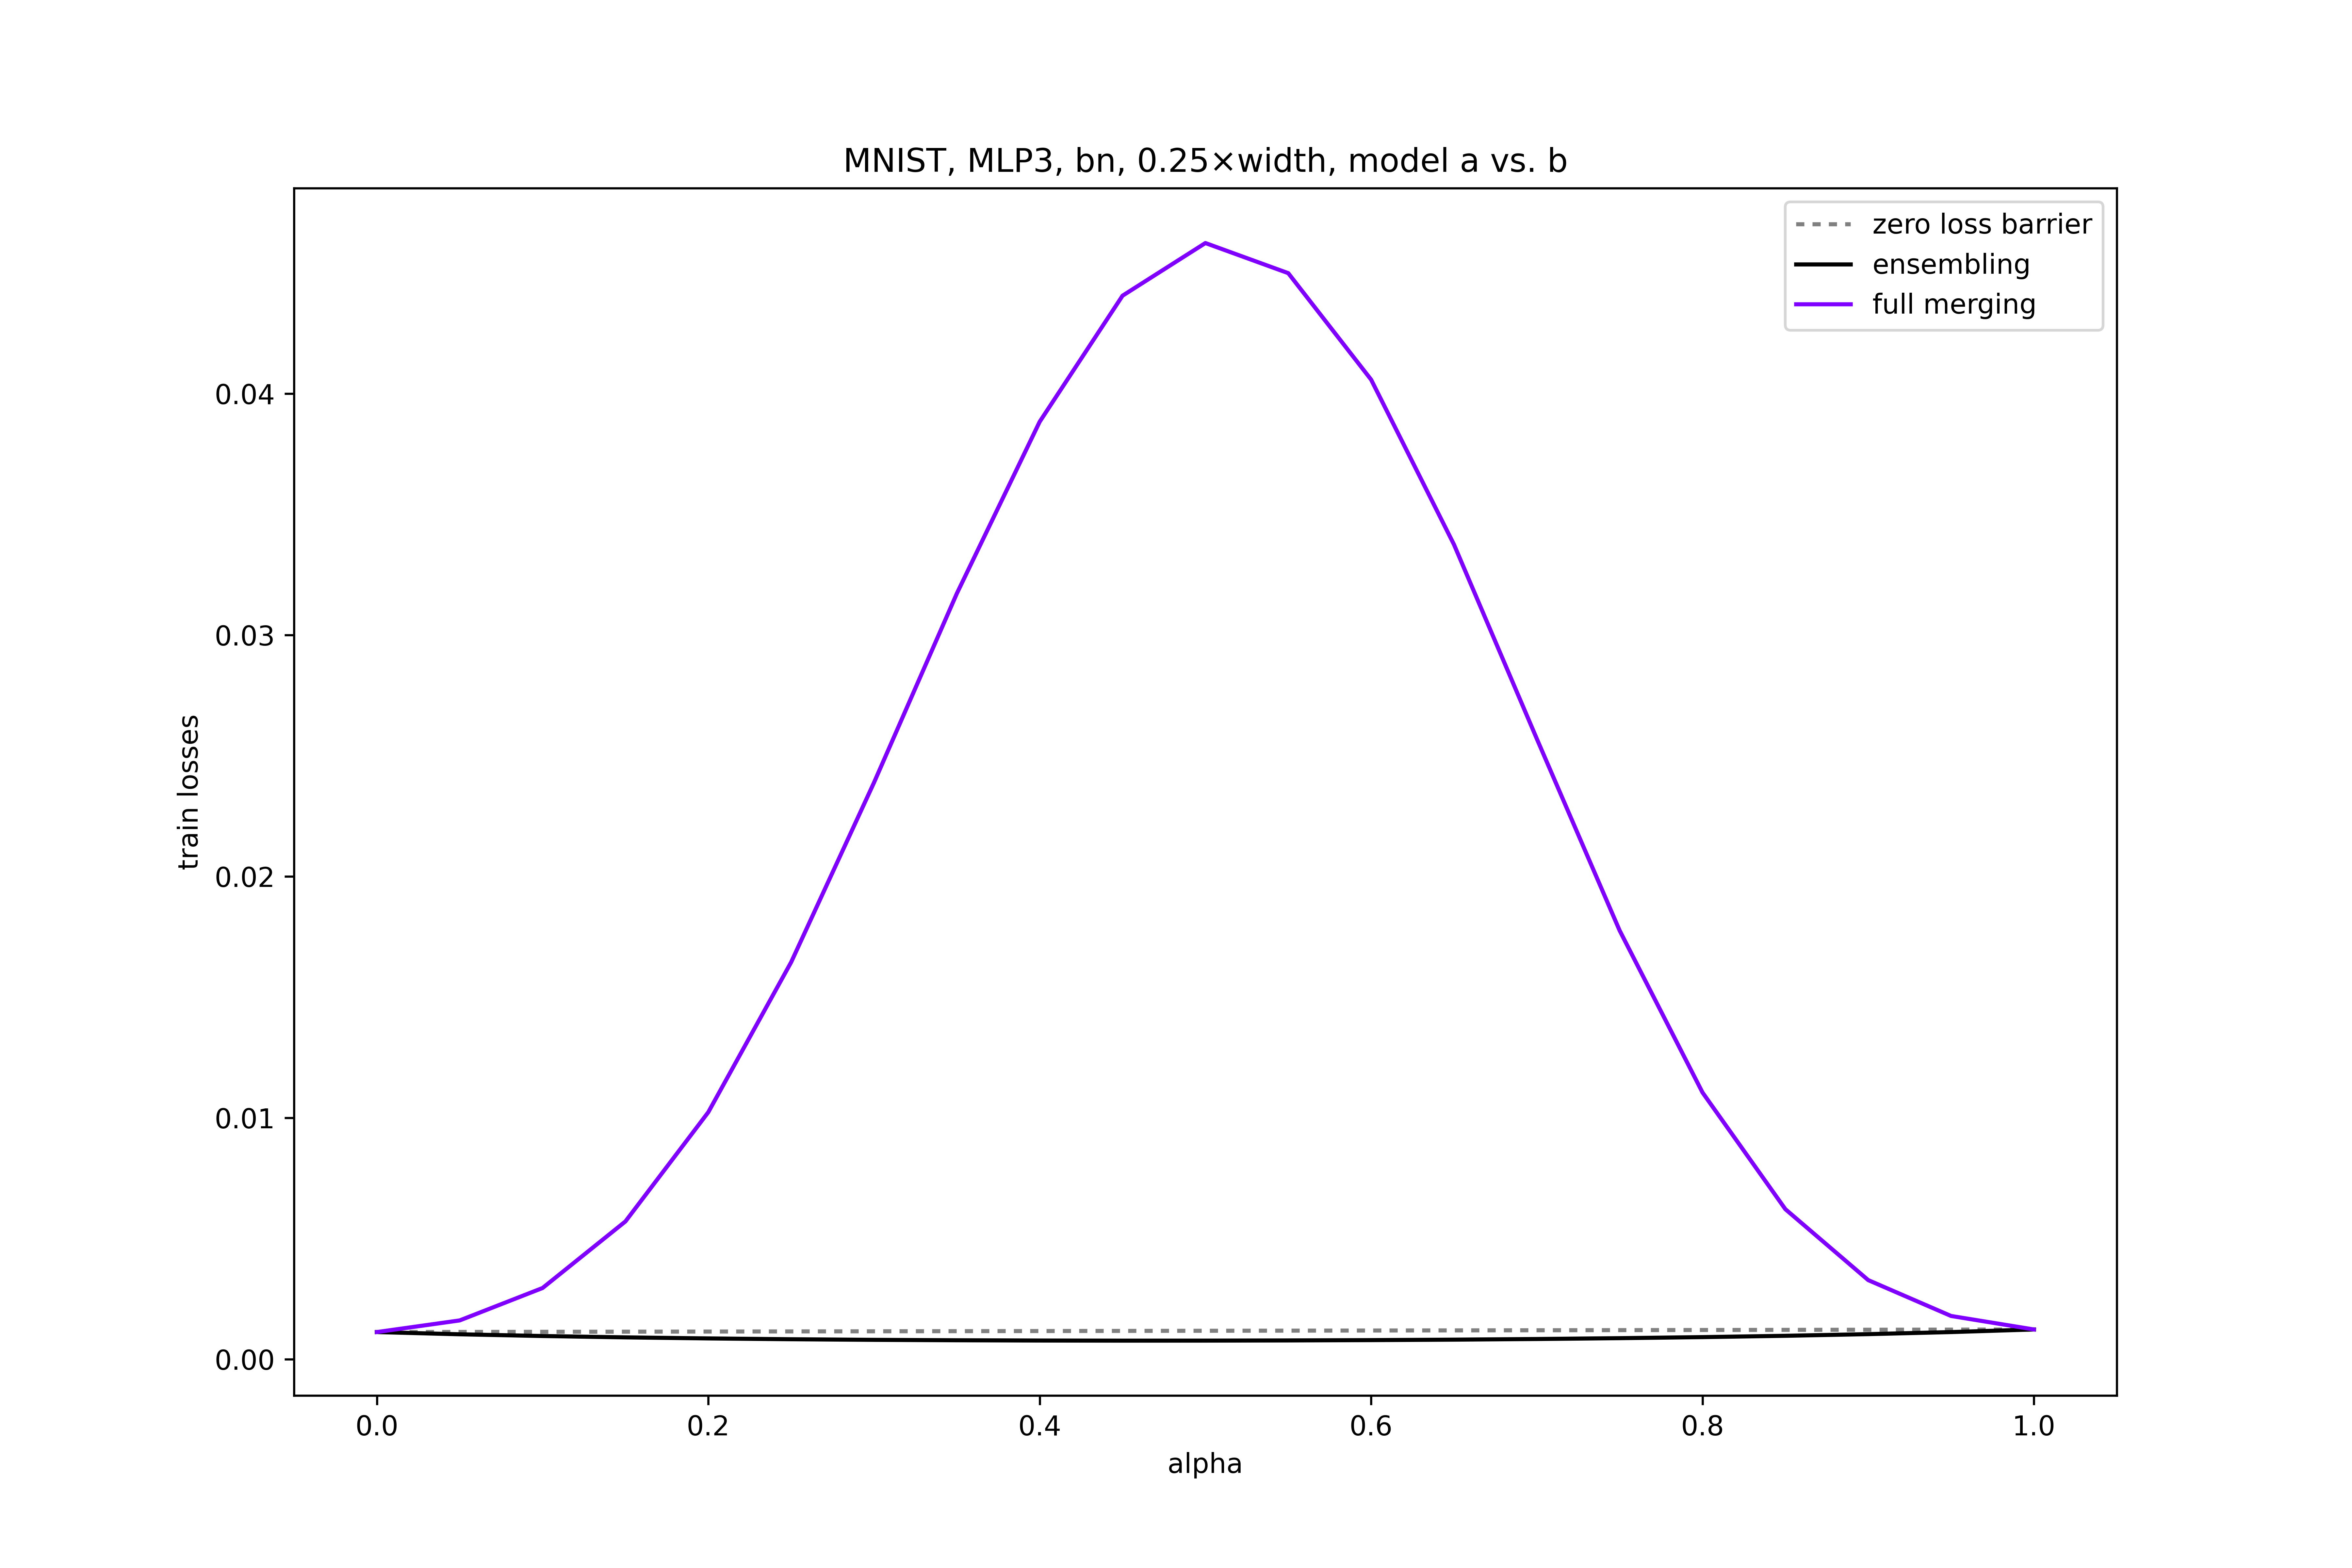 MNIST, MLP3, bn, 0.25×width, model a vs. b
zero loss barrier
ensembling
full merging
train losses
0.04
0.03
0.02
0.01
0.00
0.0 0.2 0.4 0.6 0.8 1.0
alpha